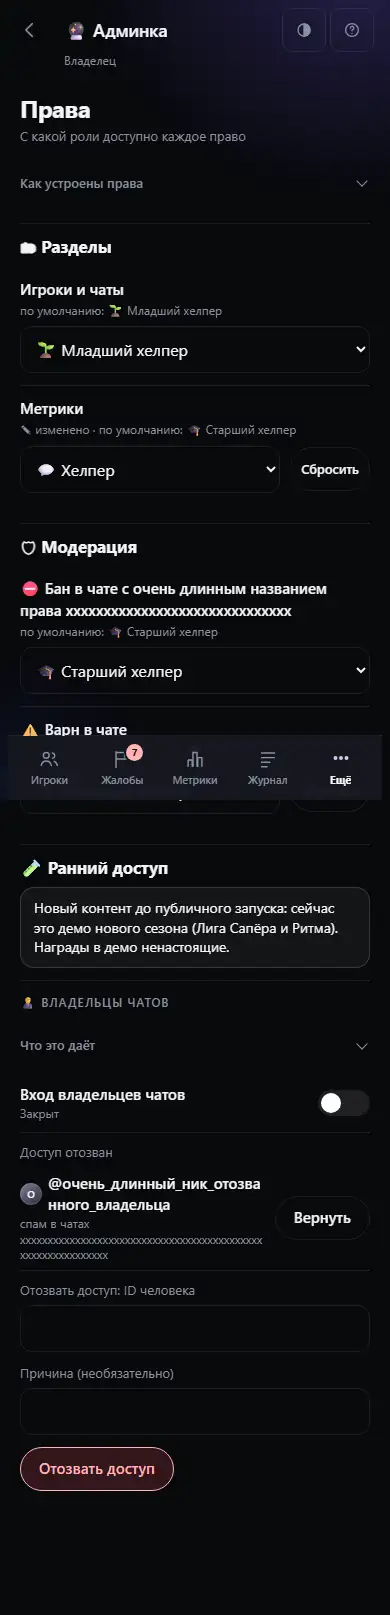 Админка
Владелец
Права
С какой роли доступно каждое право
Как устроены права
Разделы
Игроки и чаты
по умолчанию: Младший хелпер
Младший хелпер
Метрики
изменено · по умолчанию: Старший хелпер
Хелпер
Сбросить
Модерация
Бан в чате с очень длинным названием
права xxxxxxxxxxxxxxxxxxxxxxxxxxxxxx
по умолчанию: Старший хелпер
Старший хелпер
Варн в чате
7
Игроки
Жалобы
Метрики
Журнал
Ещё
Ранний доступ
Новый контент до публичного запуска: сейчас
это демо нового сезона (Лига Сапёра и Ритма).
Награды в демо ненастоящие.
ВЛАДЕЛЬЦЫ ЧАТОВ
Что это даёт
Вход владельцев чатов
Закрыт
Доступ отозван
О
@очень_длинный_ник_отозва
нного_владельца
спам в чатах
xxxxxxxxxxxxxxxxxxxxxxxxxxxxxxxxxxxxxxxxxxxx
xxxxxxxxxxxxxxxx
Вернуть
Отозвать доступ: ID человека
Причина (необязательно)
Отозвать доступ